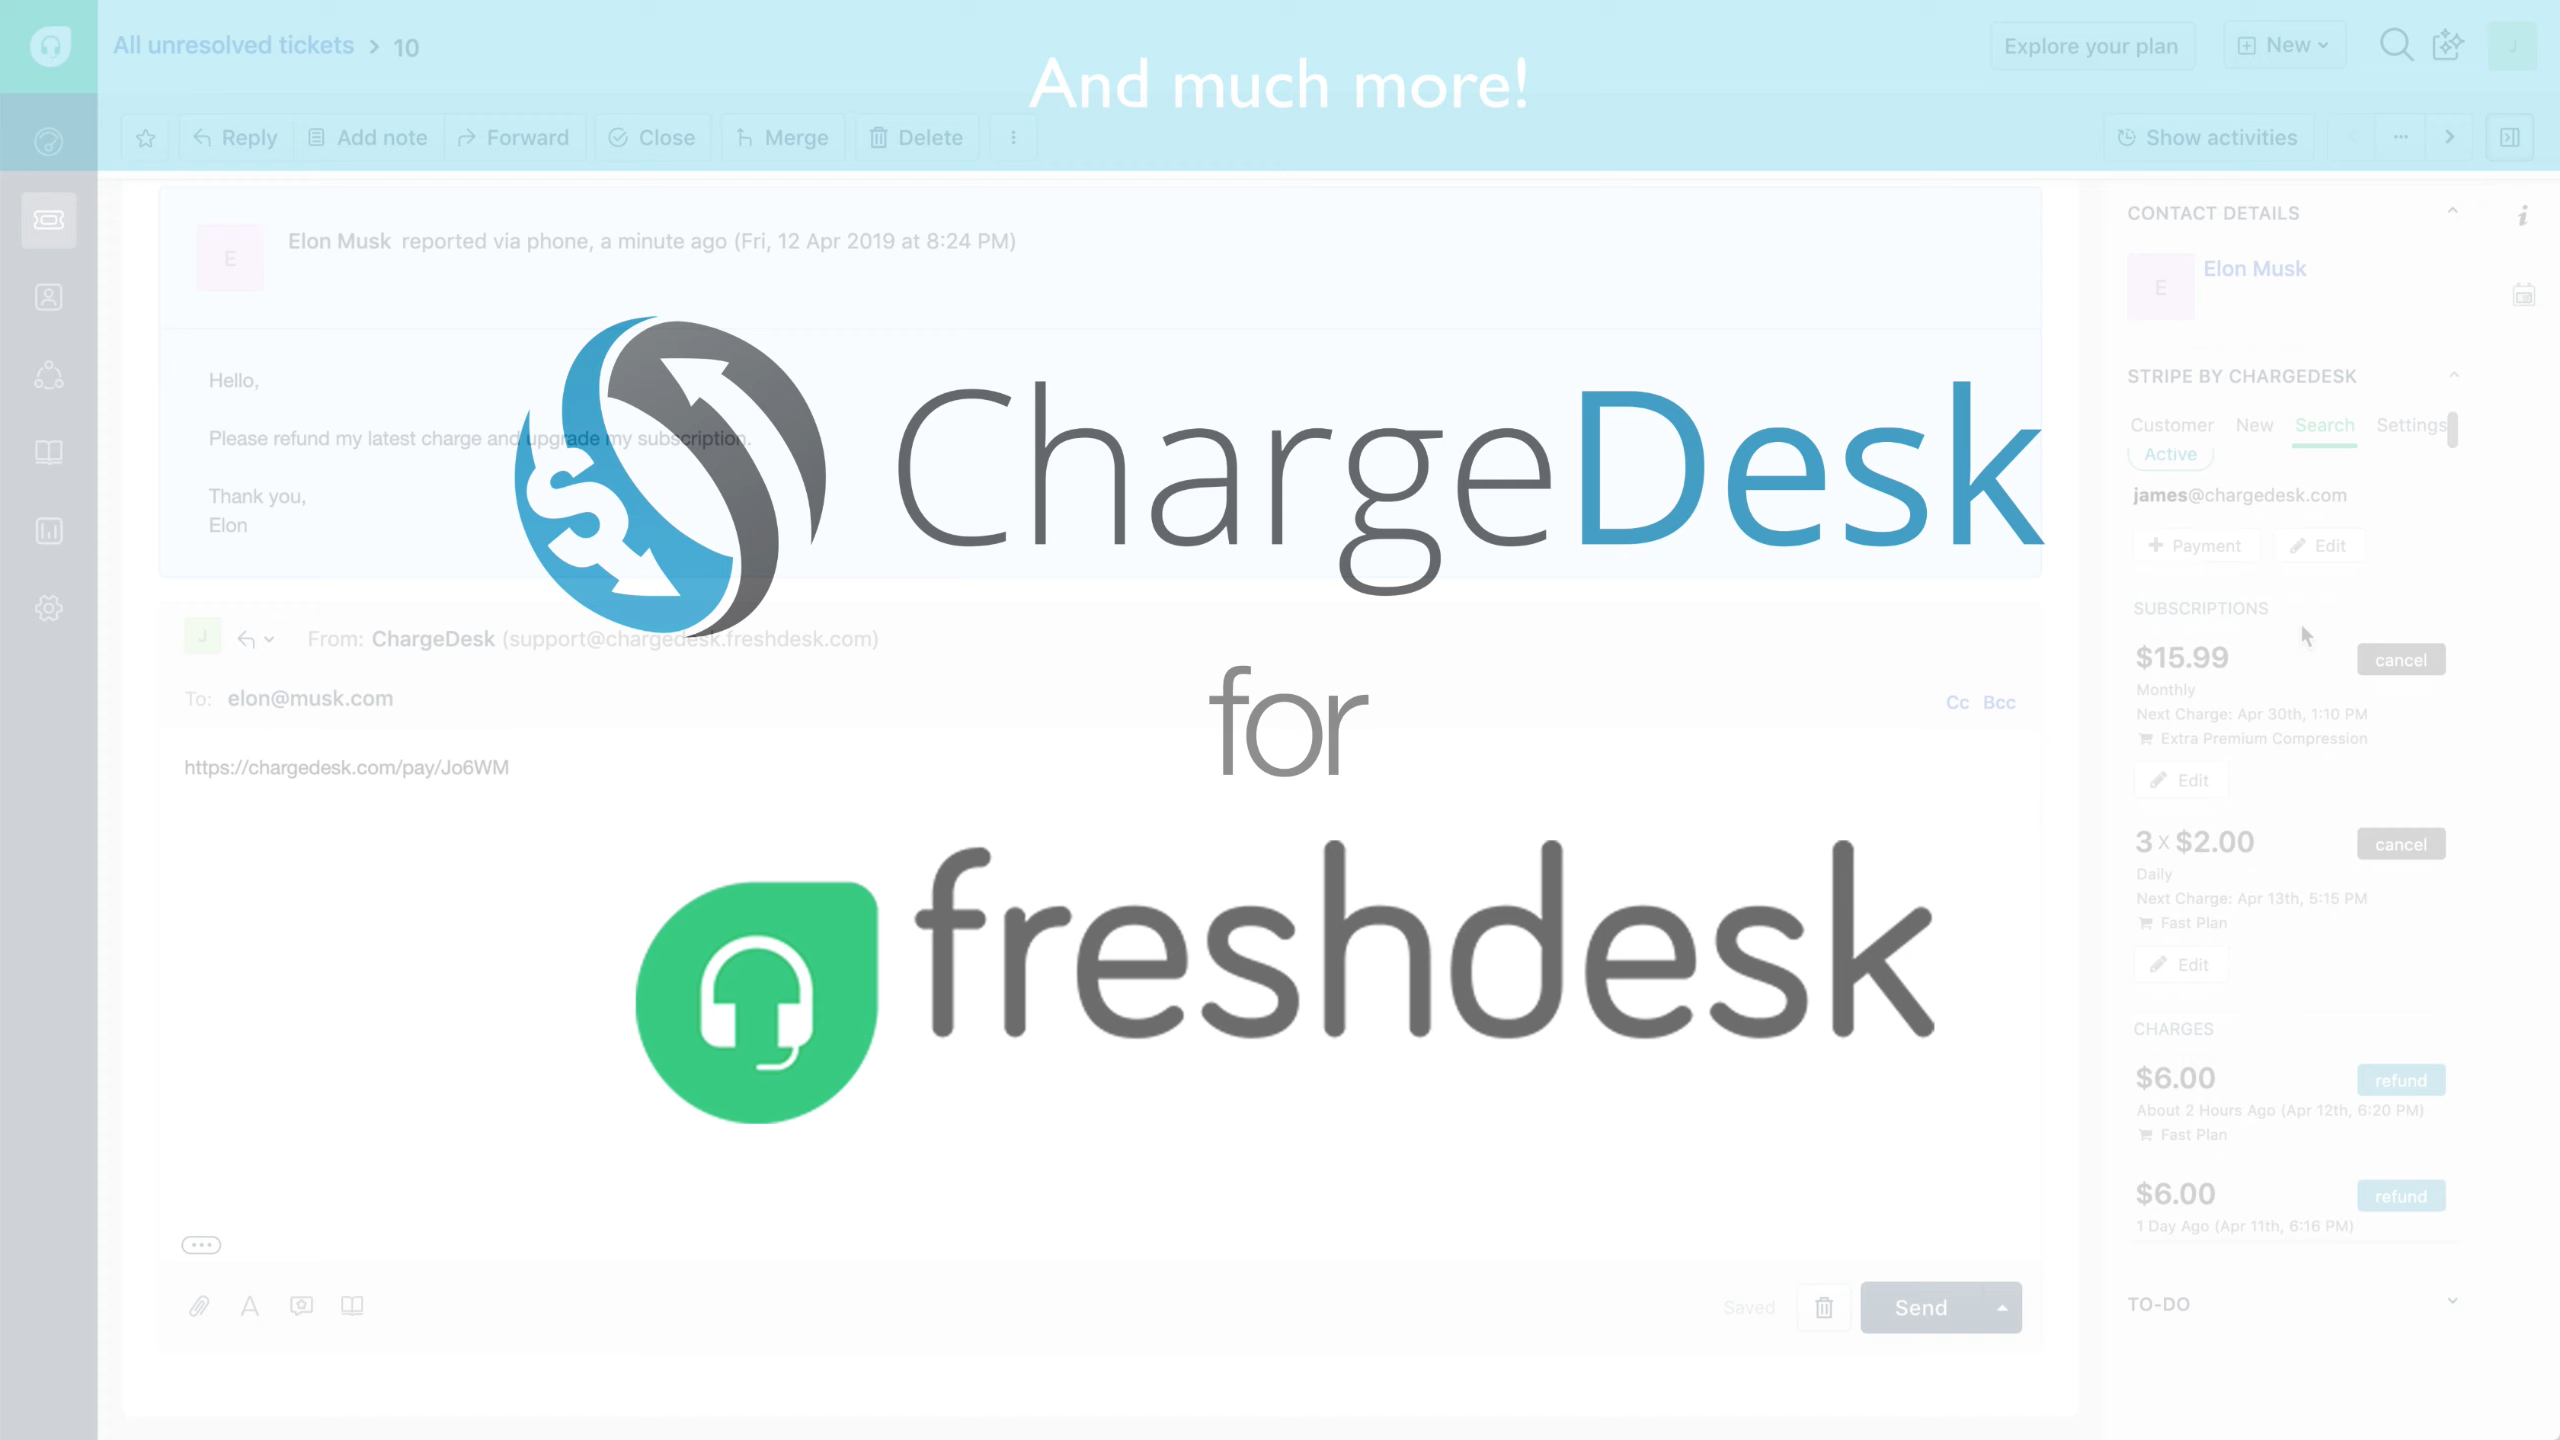 All unresolved tickets > 10
Explore your plan
New
J
And much more!
Reply
Add note
Forward
Close
Merge
Delete
Show activities
E
Elon Musk reported via phone, a minute ago (Fri, 12 Apr 2019 at 8:24 PM)
Hello,
Please refund my latest charge and upgrade my subscription.
Thank you,
Elon
ChargeDesk
for
freshdesk
J
From: ChargeDesk (support@chargedesk.freshdesk.com)
To: elon@musk.com
Cc Bcc
https://chargedesk.com/pay/Jo6WM
Saved
Send
CONTACT DETAILS
E
Elon Musk
STRIPE BY CHARGEDESK
Customer New Search Settings
Active
james@chargedesk.com
+ Payment
Edit
SUBSCRIPTIONS
$15.99
cancel
Monthly
Next Charge: Apr 30th, 1:10 PM
Extra Premium Compression
Edit
3 x $2.00
cancel
Daily
Next Charge: Apr 13th, 5:15 PM
Fast Plan
Edit
CHARGES
$6.00
refund
About 2 Hours Ago (Apr 12th, 6:20 PM)
Fast Plan
$6.00
refund
1 Day Ago (Apr 11th, 6:16 PM)
TO-DO